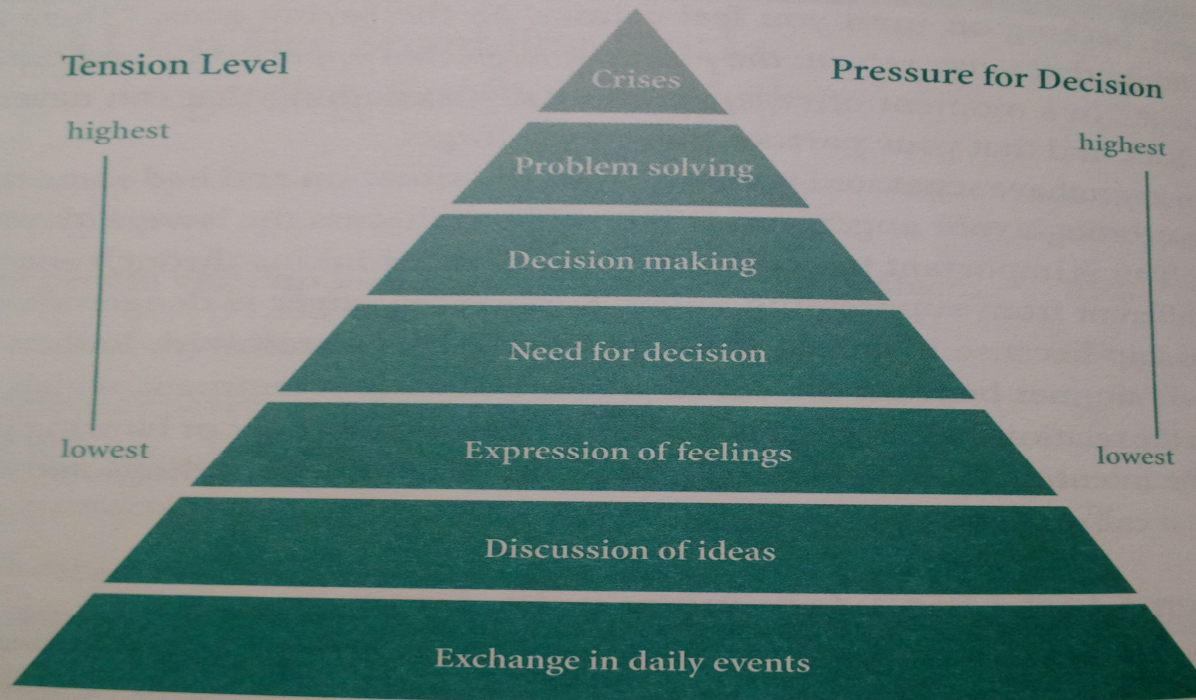 Tension Level
highest
lowest
Pressure for Decision
highest
lowest
Crises
Problem solving
Decision making
Need for decision
Expression of feelings
Discussion of ideas
Exchange in daily events